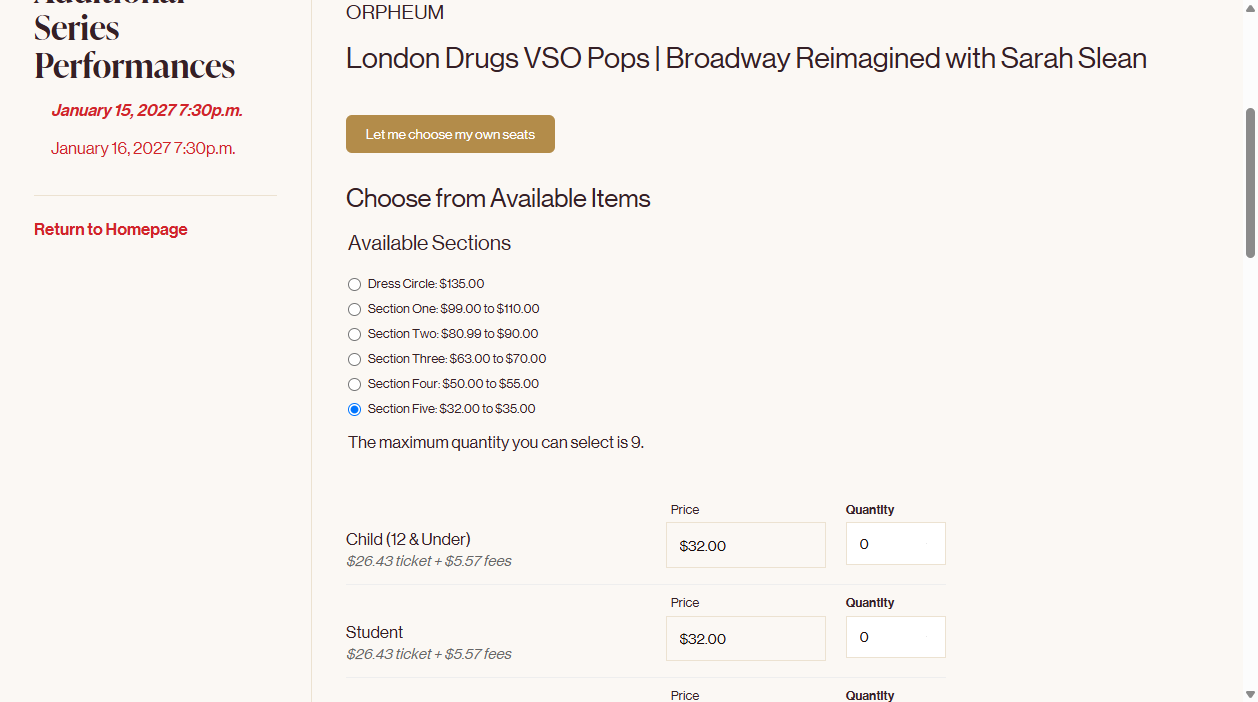 Additional
Series
Performances
January 15, 2027 7:30p.m.
January 16, 2027 7:30p.m.
Return to Homepage
ORPHEUM
London Drugs VSO Pops | Broadway Reimagined with Sarah Slean
Let me choose my own seats
Choose from Available Items
Available Sections
Dress Circle: $135.00
Section One: $99.00 to $110.00
Section Two: $80.99 to $90.00
Section Three: $63.00 to $70.00
Section Four: $50.00 to $55.00
Section Five: $32.00 to $35.00
The maximum quantity you can select is 9.
Price Quantity
Child (12 & Under)
$26.43 ticket + $5.57 fees
$32.00 0
Price Quantity
Student
$26.43 ticket + $5.57 fees
$32.00 0
Price Quantity